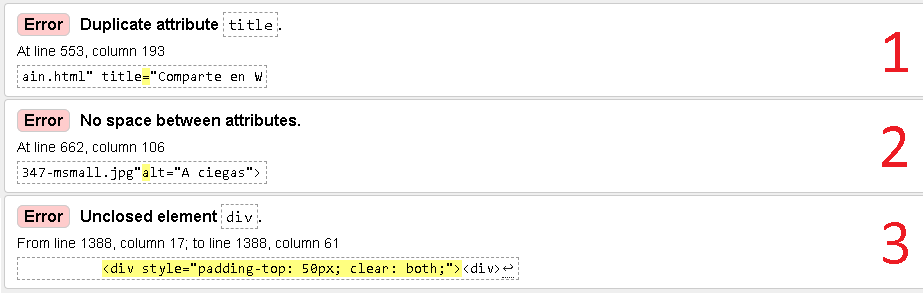 Error Duplicate attribute title.
At line 553, column 193
ain.html" title="Comparte en W
1
Error No space between attributes.
At line 662, column 106
347-msmall.jpg"alt="A ciegas">
2
Error Unclosed element div.
From line 1388, column 17; to line 1388, column 61
<div style="padding-top: 50px; clear: both;"><div>↩
3